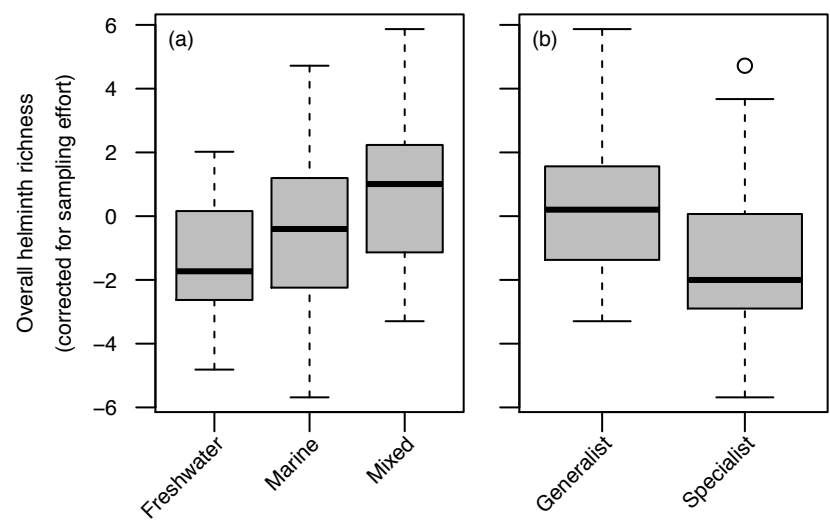 Overall helminth richness
(corrected for sampling effort)
6
4
2
0
−2
−4
−6
(a)
Freshwater
Marine
Mixed
(b)
Generalist
Specialist